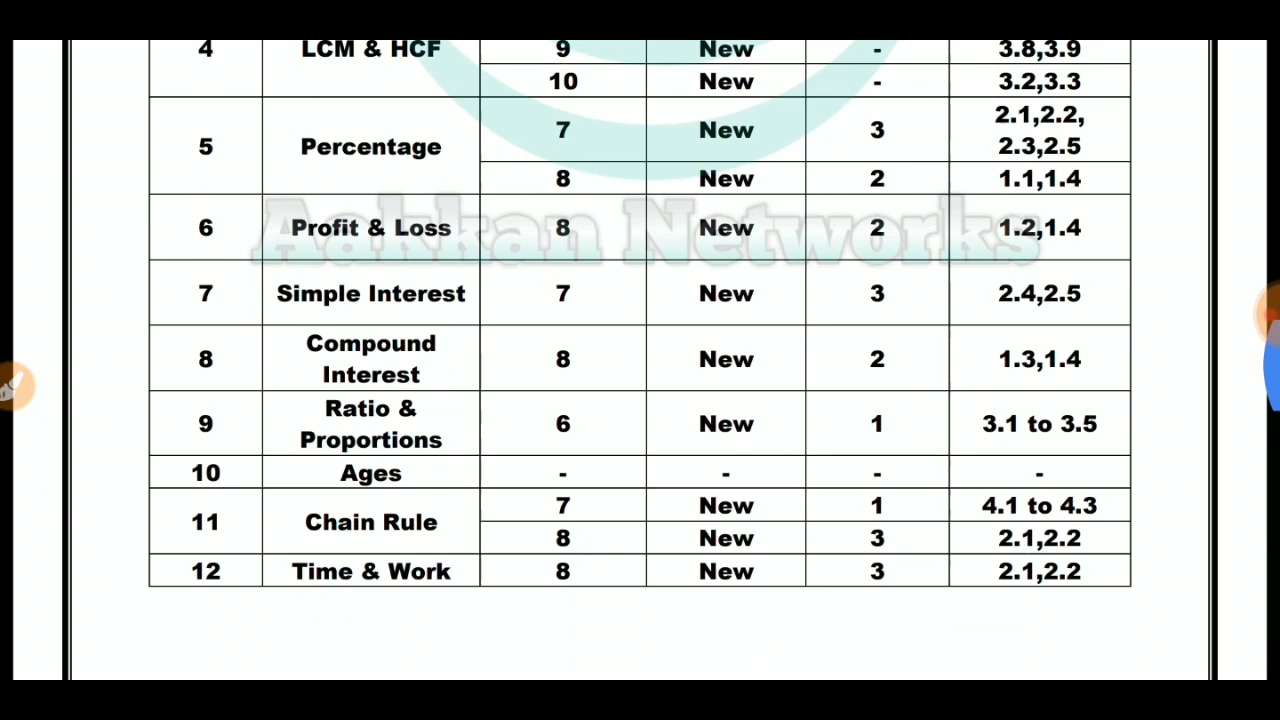 4 LCM & HCF 9 New - 3.8,3.9
10 New - 3.2,3.3
5 Percentage 7 New 3 2.1,2.2,
2.3,2.5
8 New 2 1.1,1.4
6 Profit & Loss 8 New 2 1.2,1.4
Aakkan Networks
7 Simple Interest 7 New 3 2.4,2.5
8 Compound
Interest 8 New 2 1.3,1.4
9 Ratio &
Proportions 6 New 1 3.1 to 3.5
10 Ages - - - -
11 Chain Rule 7 New 1 4.1 to 4.3
8 New 3 2.1,2.2
12 Time & Work 8 New 3 2.1,2.2